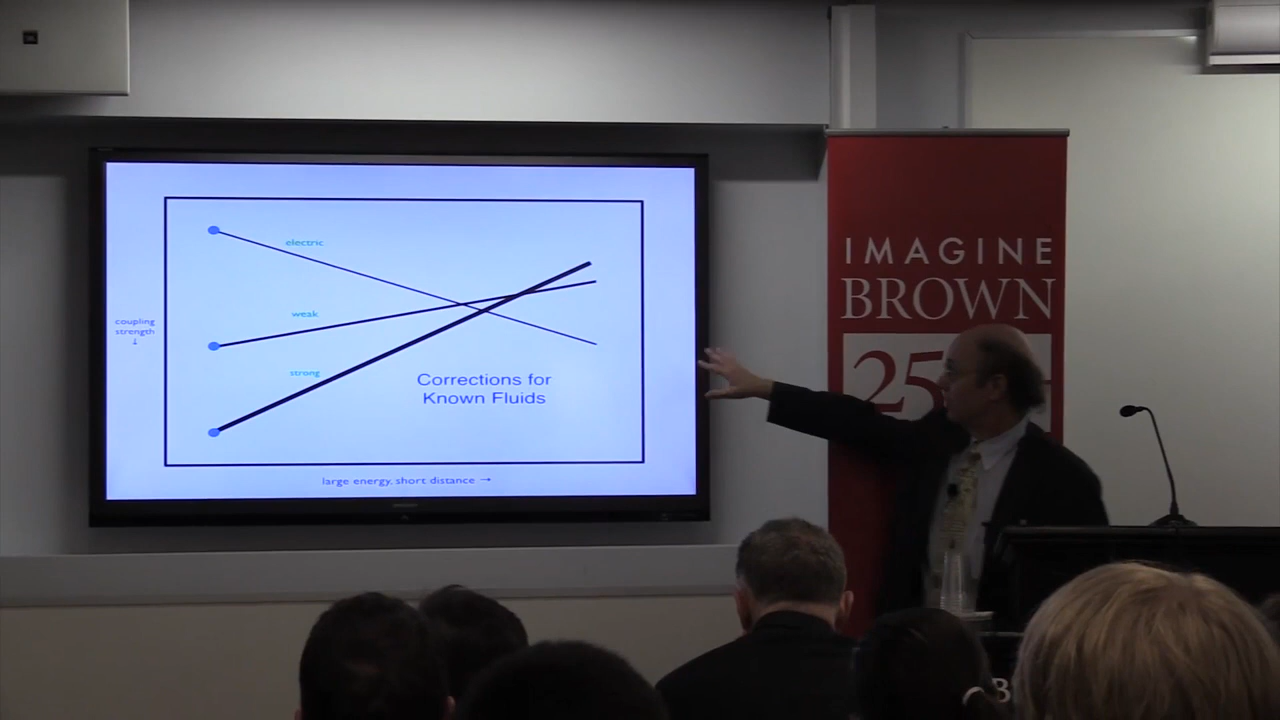 electric
weak
coupling
strength
↓
strong
Corrections for
Known Fluids
large energy, short distance →
IMAGINE
BROWN
25
B